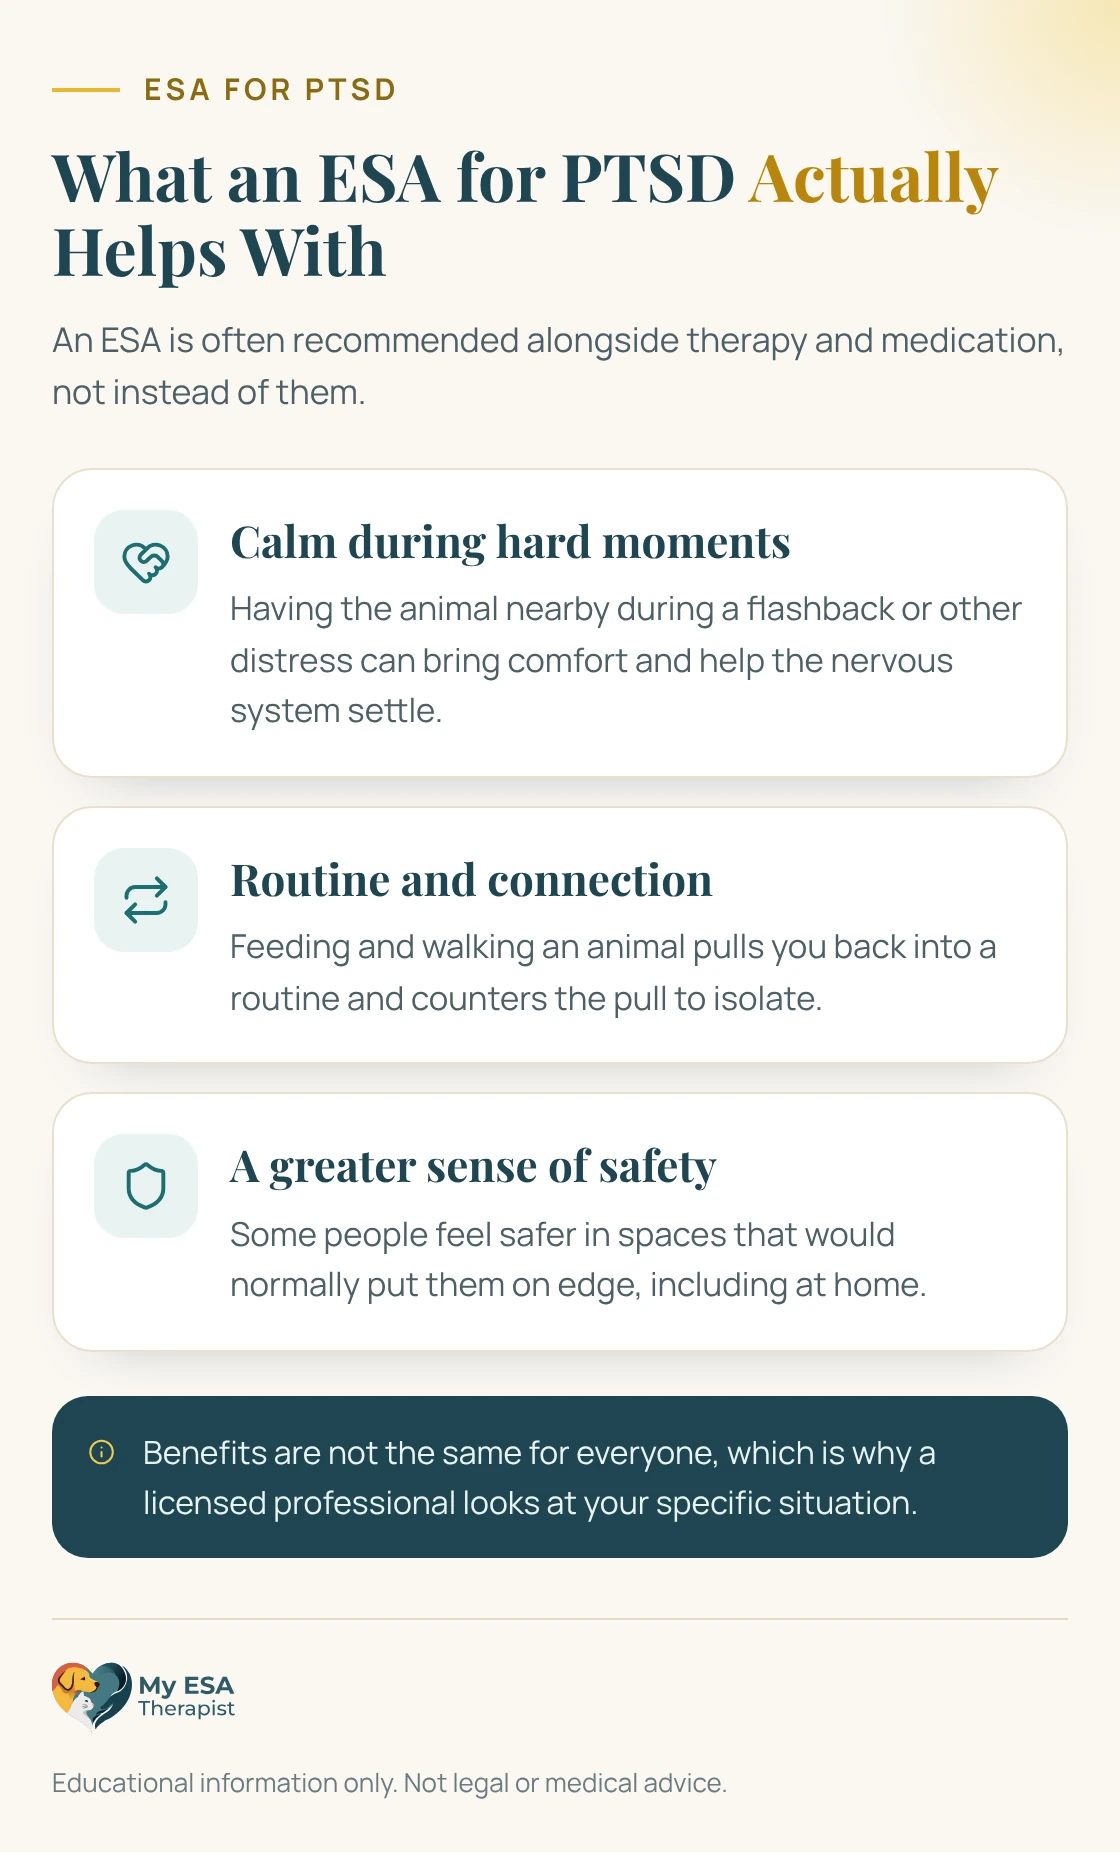 ESA FOR PTSD
What an ESA for PTSD Actually
Helps With
An ESA is often recommended alongside therapy and medication,
not instead of them.
Calm during hard moments
Having the animal nearby during a flashback or other
distress can bring comfort and help the nervous
system settle.
Routine and connection
Feeding and walking an animal pulls you back into a
routine and counters the pull to isolate.
A greater sense of safety
Some people feel safer in spaces that would
normally put them on edge, including at home.
Benefits are not the same for everyone, which is why a
licensed professional looks at your specific situation.
My ESA
Therapist
Educational information only. Not legal or medical advice.